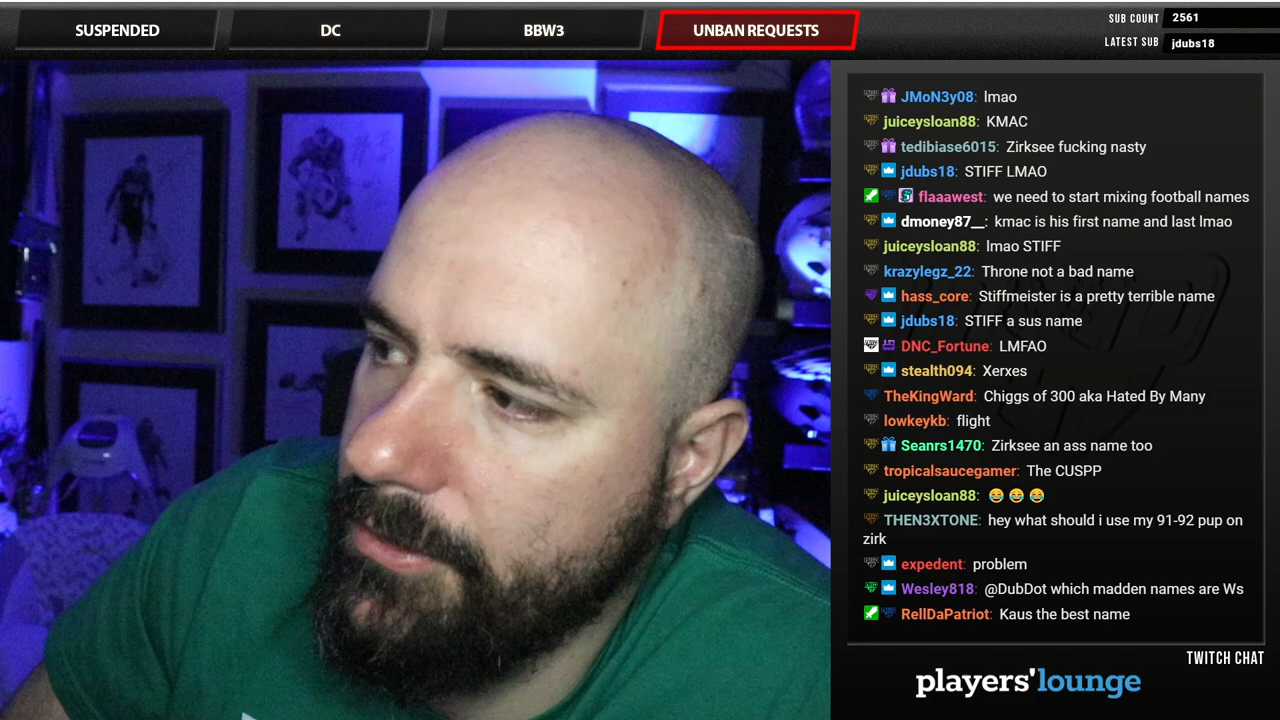 SUSPENDED
DC
BBW3
UNBAN REQUESTS
SUB COUNT 2561
LATEST SUB jdubs18
JMoN3y08: lmao
juiceysloan88: KMAC
tedibiase6015: Zirksee fucking nasty
jdubs18: STIFF LMAO
flaaawest: we need to start mixing football names
dmoney87__: kmac is his first name and last lmao
juiceysloan88: lmao STIFF
krazylegz_22: Throne not a bad name
hass_core: Stiffmeister is a pretty terrible name
jdubs18: STIFF a sus name
DNC_Fortune: LMFAO
stealth094: Xerxes
TheKingWard: Chiggs of 300 aka Hated By Many
lowkeykb: flight
Seanrs1470: Zirksee an ass name too
tropicalsaucegamer: The CUSPP
juiceysloan88: 😂 😂 😂
THEN3XTONE: hey what should i use my 91-92 pup on
zirk
expedent: problem
Wesley818: @DubDot which madden names are Ws
RellDaPatriot: Kaus the best name
TWITCH CHAT
players'lounge